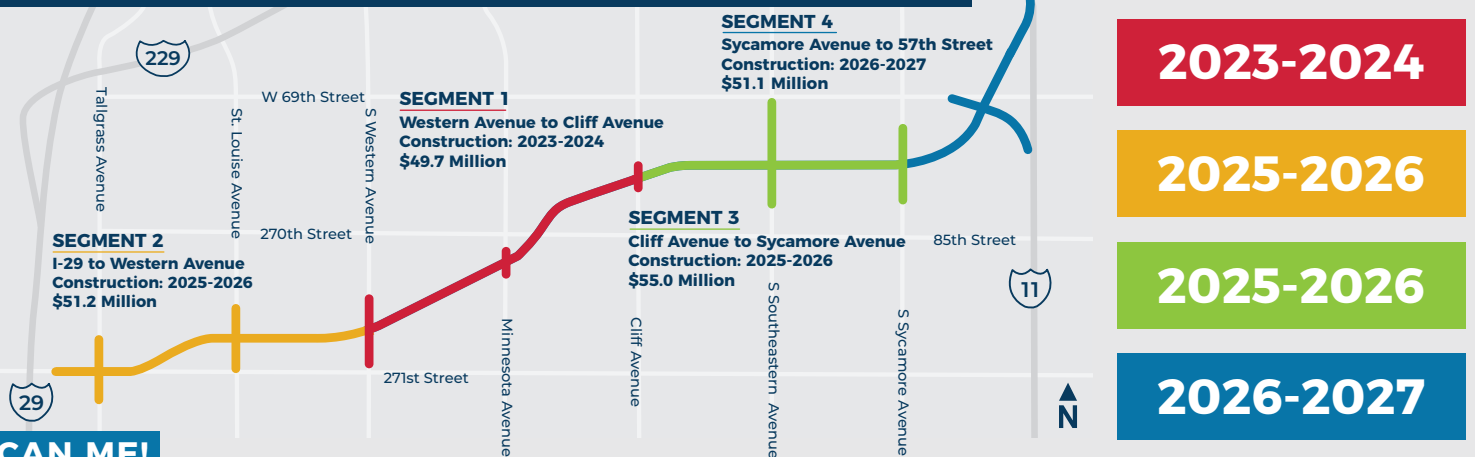 SEGMENT 4
Sycamore Avenue to 57th Street
Construction: 2026-2027
$51.1 Million
2023-2024
229
W 69th Street
SEGMENT 1
Western Avenue to Cliff Avenue
Construction: 2023-2024
$49.7 Million
Tallgrass Avenue
St. Louise Avenue
S Western Avenue
2025-2026
SEGMENT 2
I-29 to Western Avenue
Construction: 2025-2026
$51.2 Million
270th Street
SEGMENT 3
Cliff Avenue to Sycamore Avenue
Construction: 2025-2026
$55.0 Million
85th Street
11
2025-2026
271st Street
Minnesota Avenue
Cliff Avenue
S Southeastern Avenue
S Sycamore Avenue
29
N
2026-2027
CAN ME!